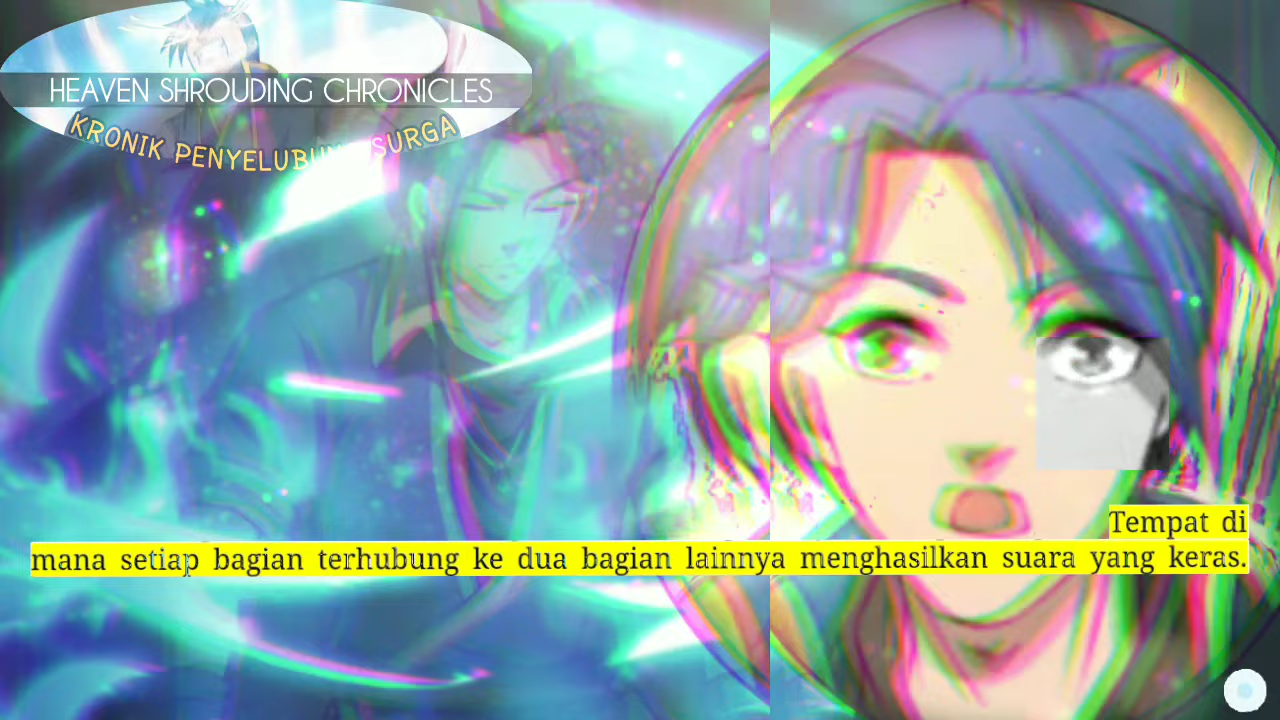 HEAVEN SHROUDING CHRONICLES
KRONIK PENYELUBUNG SURGA
Tempat di
mana setiap bagian terhubung ke dua bagian lainnya menghasilkan suara yang keras.